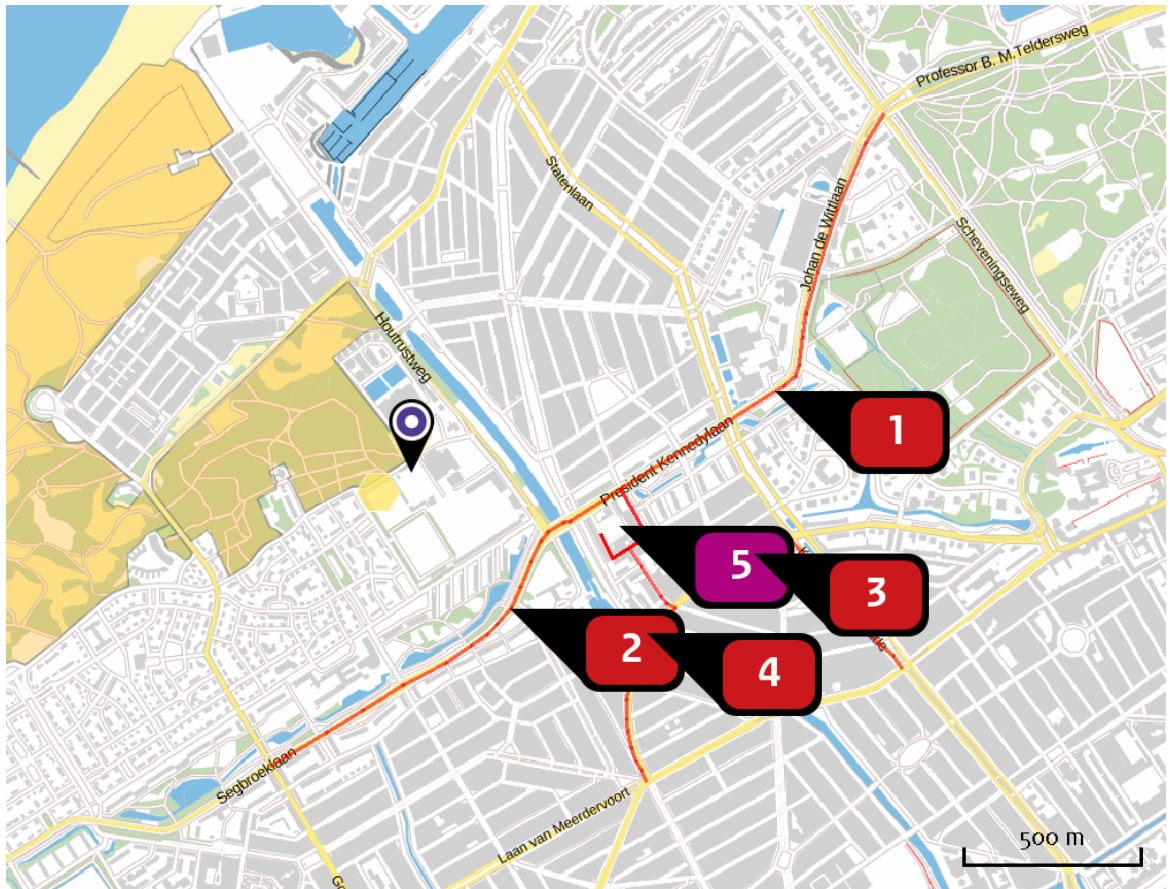 Professor B. M.Teldersweg
Statenlaan
Johan de Wittlaan
Scheveningseweg
Houtrustweg
1
President Kennedylaan
5
3
2
4
Segbroeklaan
Laan van Meerdervoort
500 m